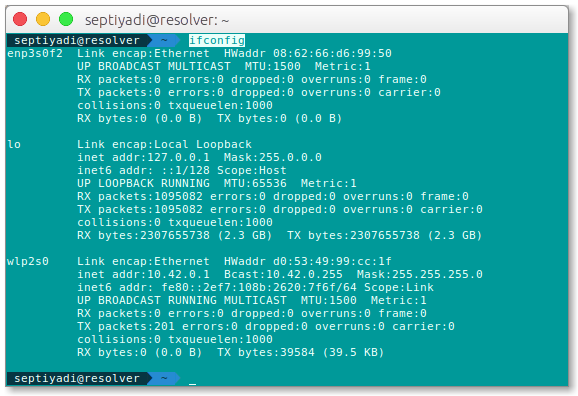 septiyadi@resolver: ~
septiyadi@resolver ~ ifconfig
enp3s0f2 Link encap:Ethernet HWaddr 08:62:66:d6:99:50
UP BROADCAST MULTICAST MTU:1500 Metric:1
RX packets:0 errors:0 dropped:0 overruns:0 frame:0
TX packets:0 errors:0 dropped:0 overruns:0 carrier:0
collisions:0 txqueuelen:1000
RX bytes:0 (0.0 B) TX bytes:0 (0.0 B)
lo Link encap:Local Loopback
inet addr:127.0.0.1 Mask:255.0.0.0
inet6 addr: ::1/128 Scope:Host
UP LOOPBACK RUNNING MTU:65536 Metric:1
RX packets:1095082 errors:0 dropped:0 overruns:0 frame:0
TX packets:1095082 errors:0 dropped:0 overruns:0 carrier:0
collisions:0 txqueuelen:1000
RX bytes:2307655738 (2.3 GB) TX bytes:2307655738 (2.3 GB)
wlp2s0 Link encap:Ethernet HWaddr d0:53:49:99:cc:1f
inet addr:10.42.0.1 Bcast:10.42.0.255 Mask:255.255.255.0
inet6 addr: fe80::2ef7:108b:2620:7f6f/64 Scope:Link
UP BROADCAST RUNNING MULTICAST MTU:1500 Metric:1
RX packets:0 errors:0 dropped:0 overruns:0 frame:0
TX packets:201 errors:0 dropped:0 overruns:0 carrier:0
collisions:0 txqueuelen:1000
RX bytes:0 (0.0 B) TX bytes:39584 (39.5 KB)
septiyadi@resolver ~ _